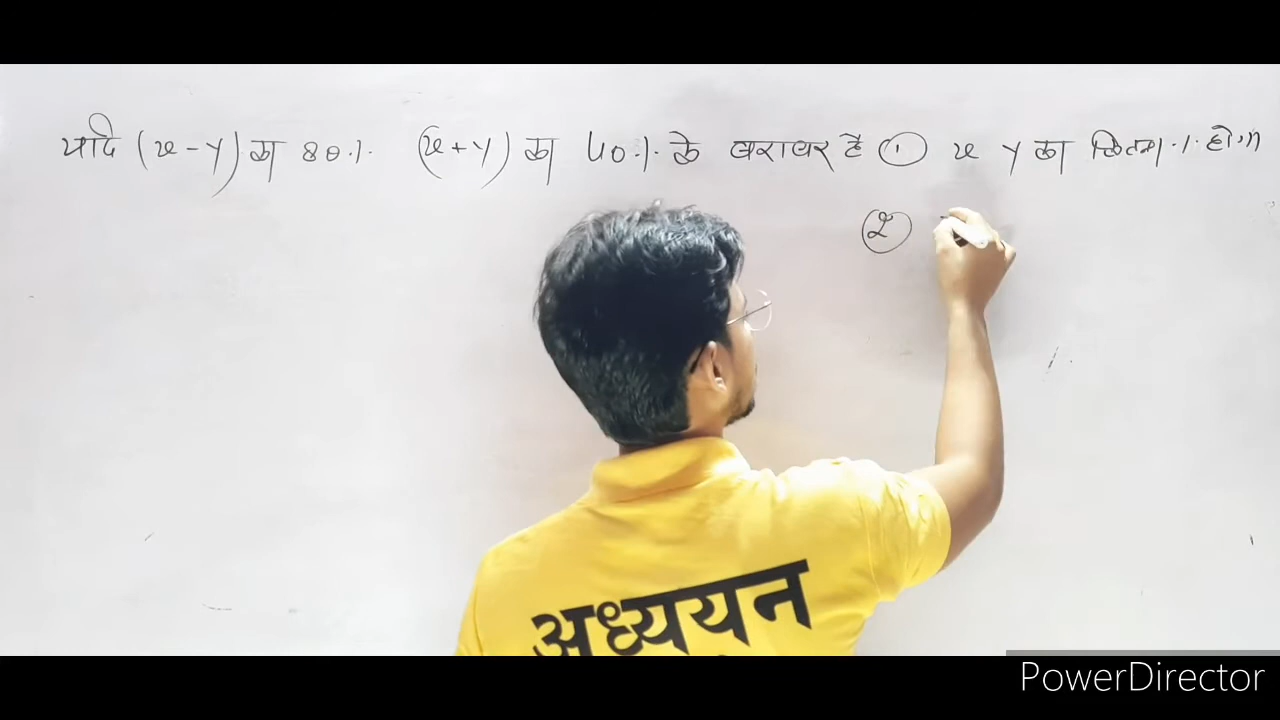 यदि (x-y) का 80% (x+y) का 40% के बराबर है ① x y का कितना % होगा
②
अध्ययन
PowerDirector